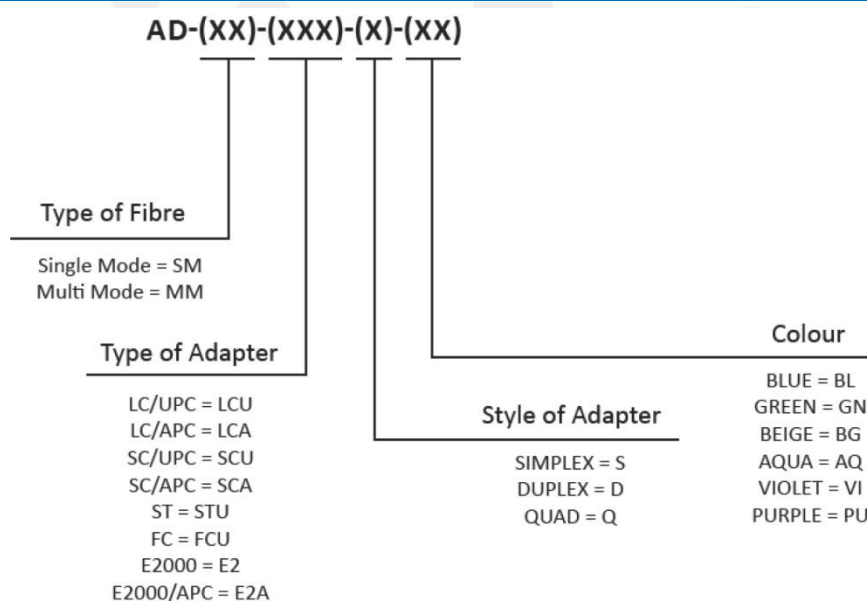 AD-(XX)-(XXX)-(X)-(XX)
Type of Fibre
Single Mode = SM
Multi Mode = MM
Type of Adapter
LC/UPC = LCU
LC/APC = LCA
SC/UPC = SCU
SC/APC = SCA
ST = STU
FC = FCU
E2000 = E2
E2000/APC = E2A
Style of Adapter
SIMPLEX = S
DUPLEX = D
QUAD = Q
Colour
BLUE = BL
GREEN = GN
BEIGE = BG
AQUA = AQ
VIOLET = VI
PURPLE = PU